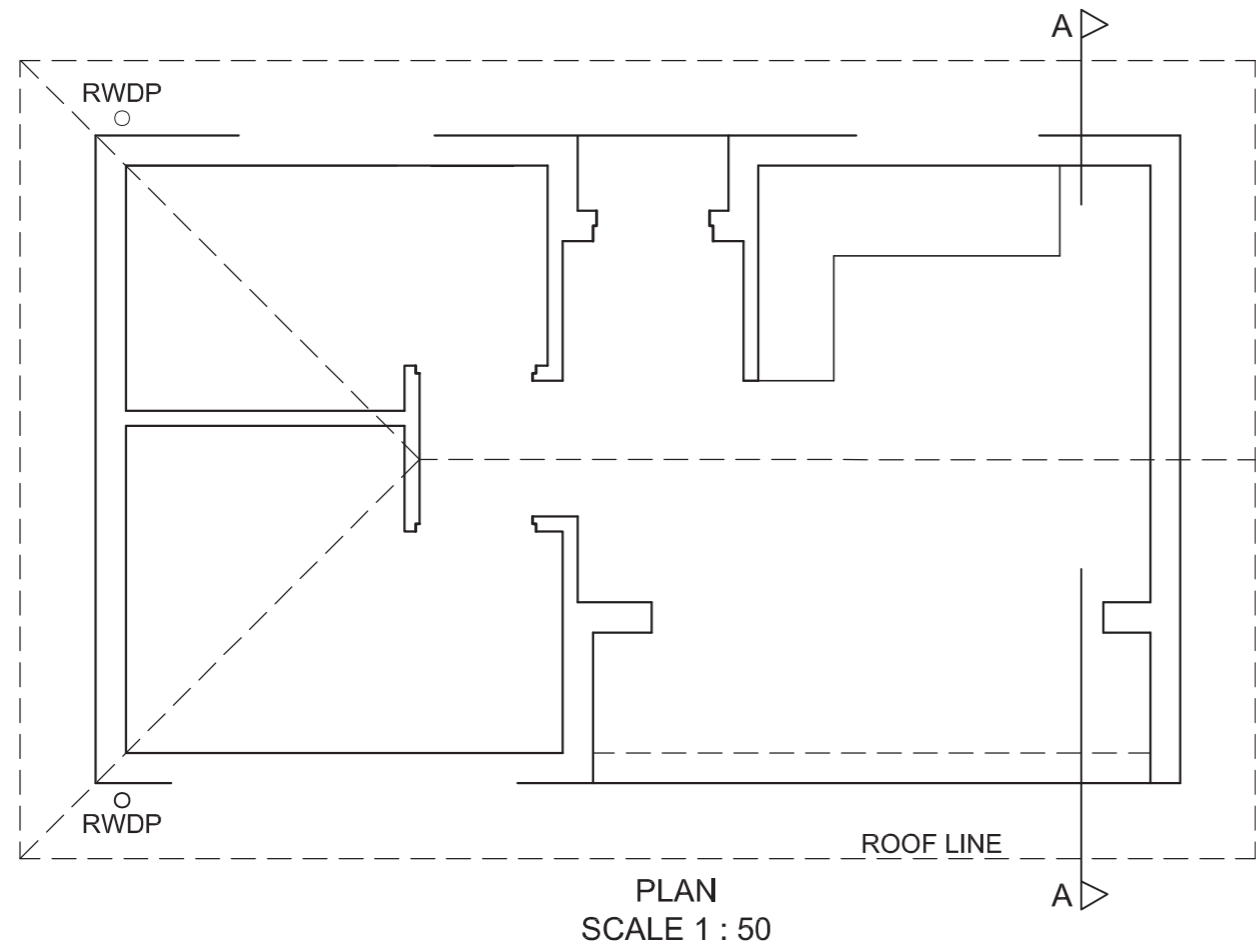 A
RWDP
RWDP
ROOF LINE
A
PLAN
SCALE 1 : 50